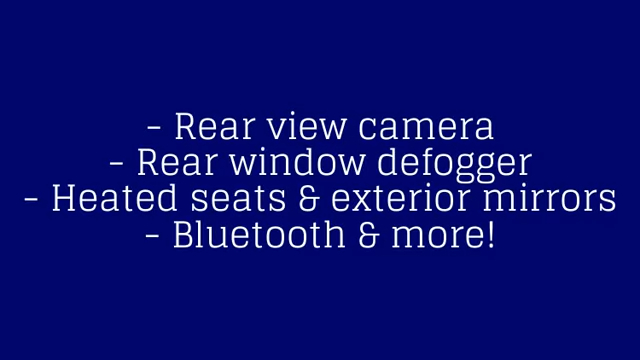 - Rear view camera
- Rear window defogger
- Heated seats & exterior mirrors
- Bluetooth & more!